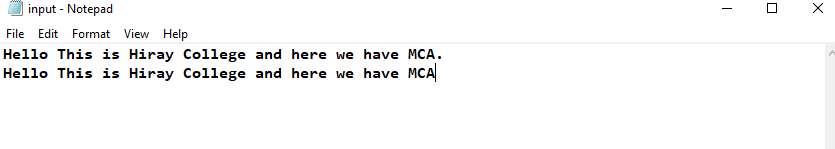 input - Notepad
File Edit Format View Help
Hello This is Hiray College and here we have MCA.
Hello This is Hiray College and here we have MCA